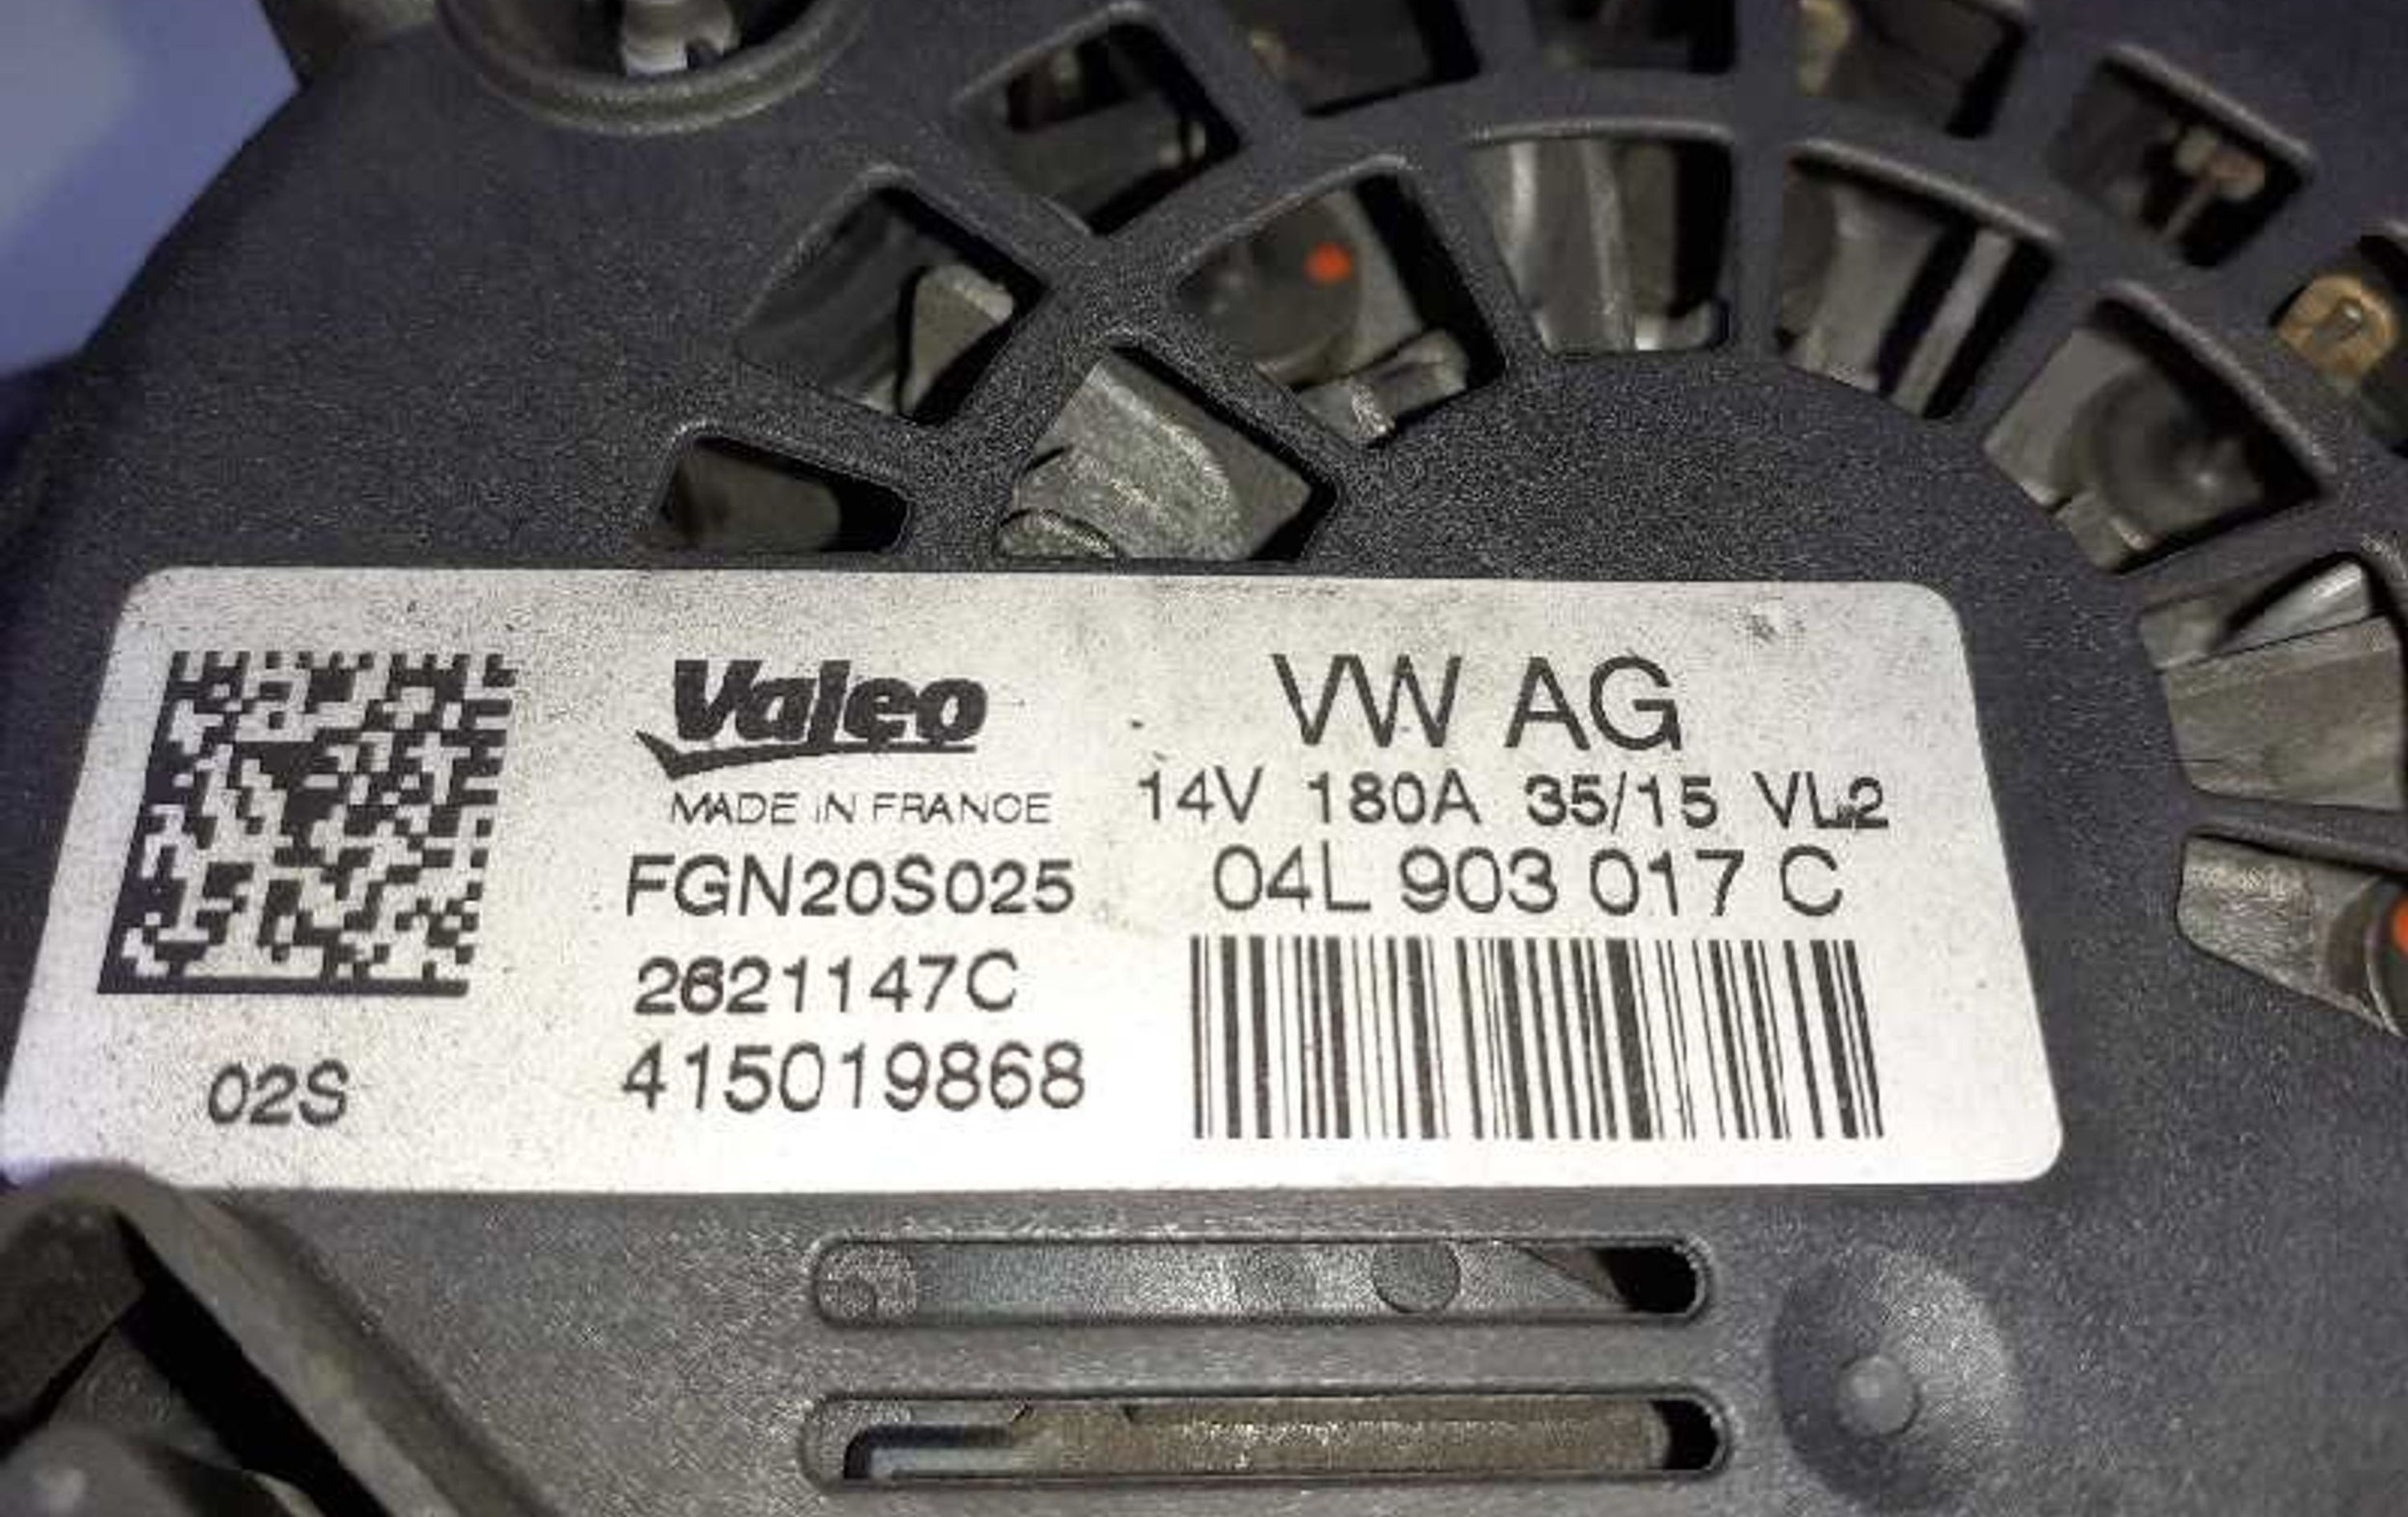 Valeo
MADE IN FRANCE
FGN20S025
2621147C
415019868
02S
VW AG
14V 180A 35/15 VL2
04L 903 017 C